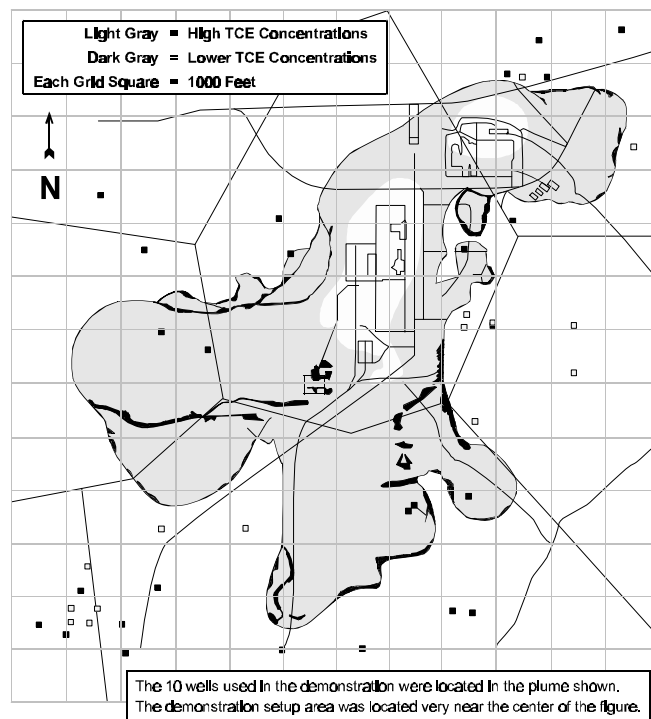 Light Gray = High TCE Concentrations
Dark Gray = Lower TCE Concentrations
Each Grid Square = 1000 Feet
N
The 10 wells used in the demonstration were located in the plume shown.
The demonstration setup area was located very near the center of the figure.